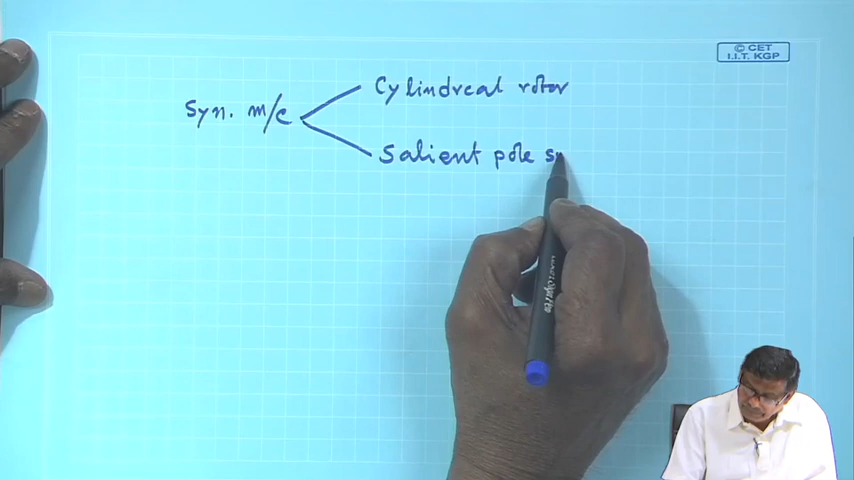 © CET
I.I.T. KGP
Cylindrcal rotor
Syn. m/c
Salient pole